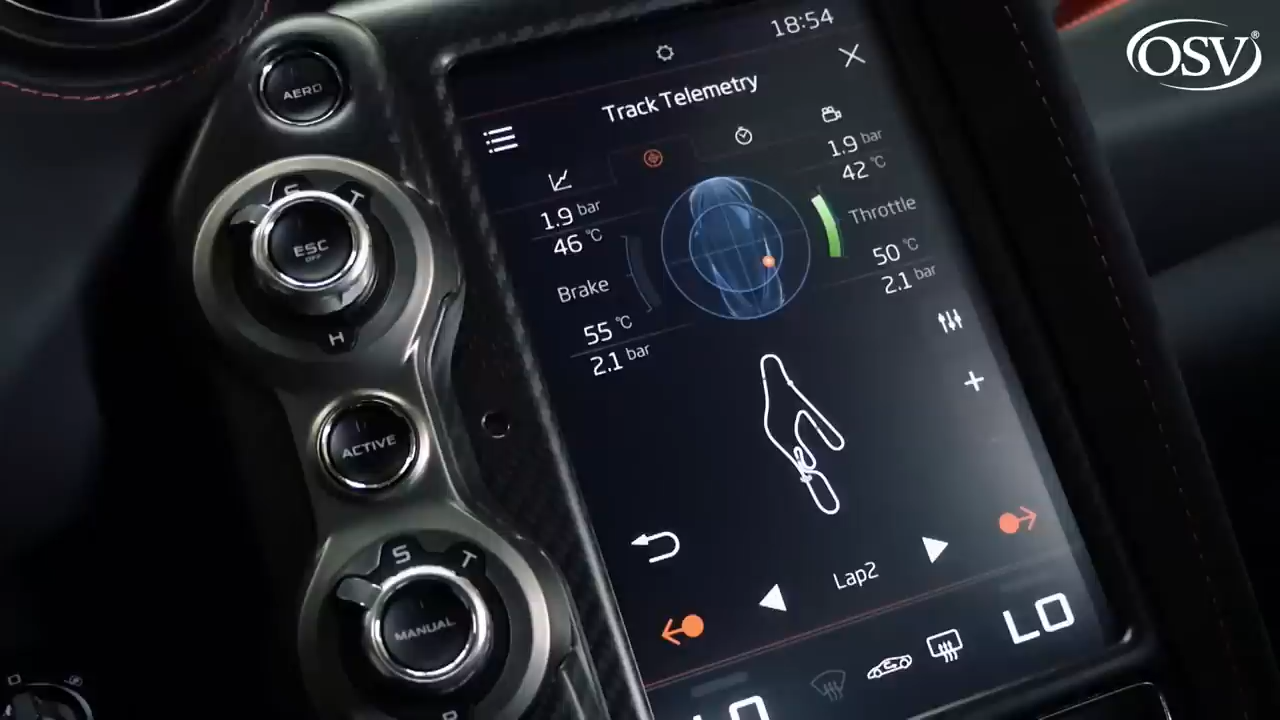 OSV®
18:54
Track Telemetry
1.9 bar
46 °C
Brake
55 °C
2.1 bar
1.9 bar
42 °C
Throttle
50 °C
2.1 bar
Lap2
LO
LO
AERO
S T
ESC
OFF
H
ACTIVE
S T
MANUAL